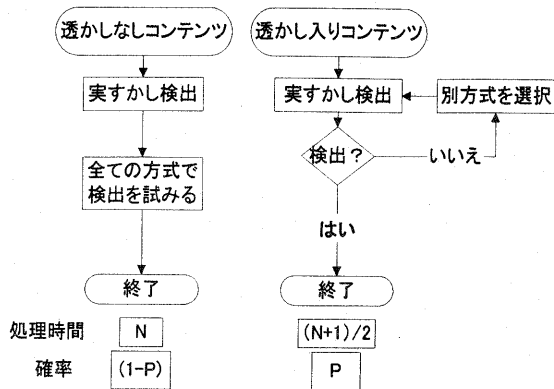 透かしなしコンテンツ
透かし入りコンテンツ
実すかし検出
実すかし検出
別方式を選択
全ての方式で
検出を試みる
検出？
いいえ
はい
終了
終了
処理時間
N
(N+1)/2
確率
(1-P)
P